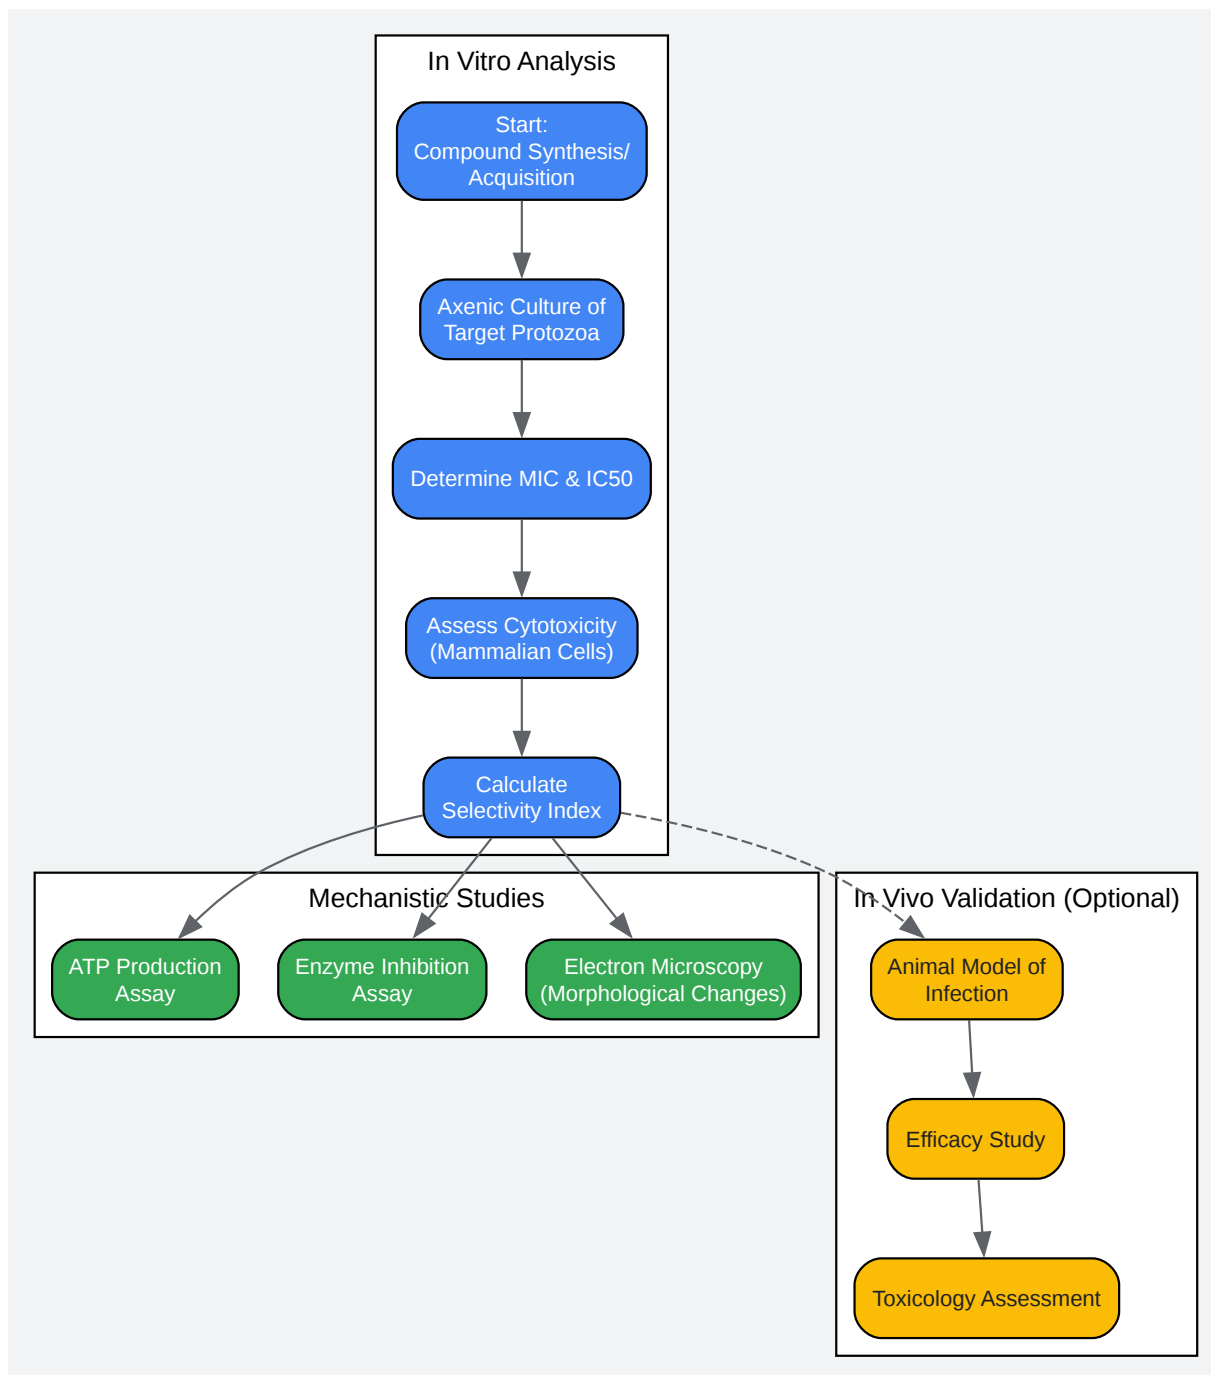 In Vitro Analysis
Start:
Compound Synthesis/
Acquisition
Axenic Culture of
Target Protozoa
Determine MIC & IC50
Assess Cytotoxicity
(Mammalian Cells)
Calculate
Selectivity Index
Mechanistic Studies
ATP Production
Assay
Enzyme Inhibition
Assay
Electron Microscopy
(Morphological Changes)
In Vivo Validation (Optional)
Animal Model of
Infection
Efficacy Study
Toxicology Assessment